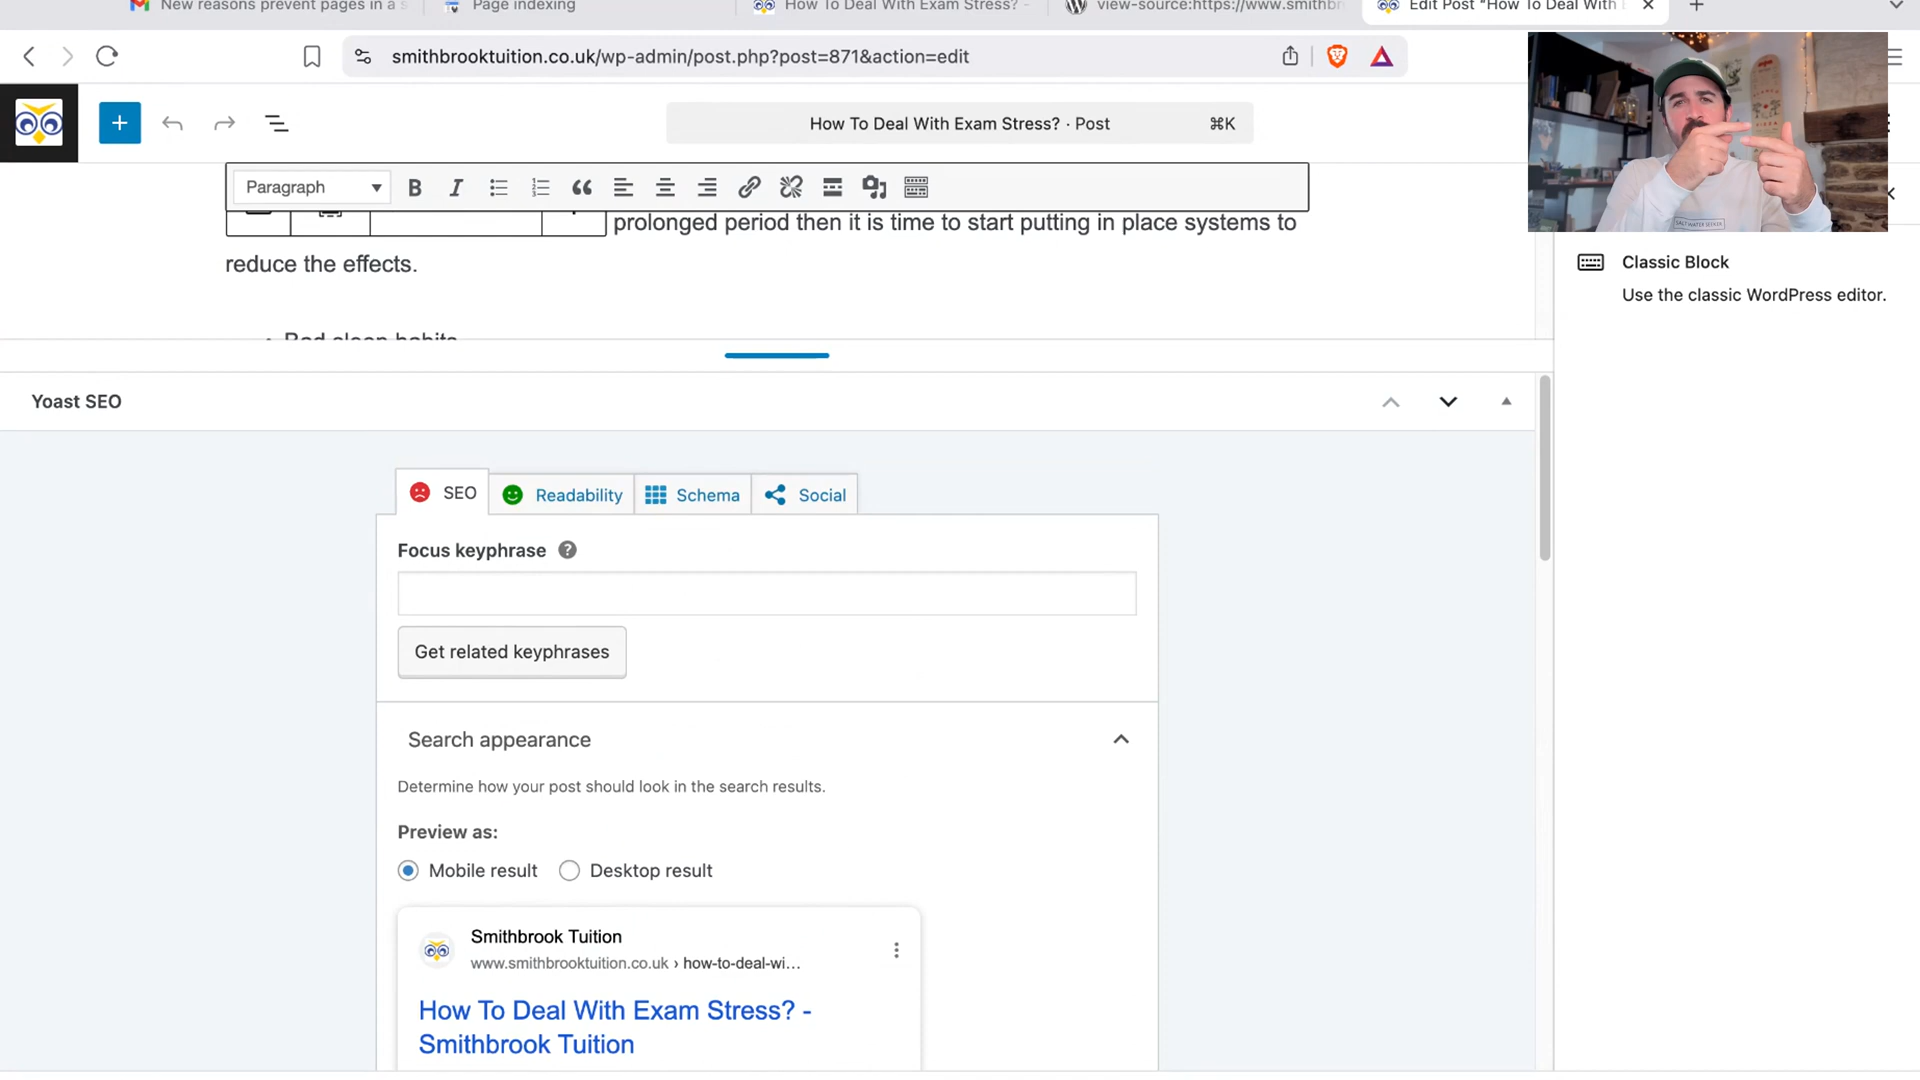 New reasons prevent pages in a s
Page indexing
How To Deal With Exam Stress? -
view-source:https://www.smithbr
Edit Post "How To Deal With E
smithbrooktuition.co.uk/wp-admin/post.php?post=871&action=edit
How To Deal With Exam Stress? · Post
⌘K
Paragraph
prolonged period then it is time to start putting in place systems to
reduce the effects.
• Bad sleep habits
Classic Block
Use the classic WordPress editor.
Yoast SEO
SEO
Readability
Schema
Social
Focus keyphrase
Get related keyphrases
Search appearance
Determine how your post should look in the search results.
Preview as:
Mobile result
Desktop result
Smithbrook Tuition
www.smithbrooktuition.co.uk › how-to-deal-wi…
How To Deal With Exam Stress? -
Smithbrook Tuition